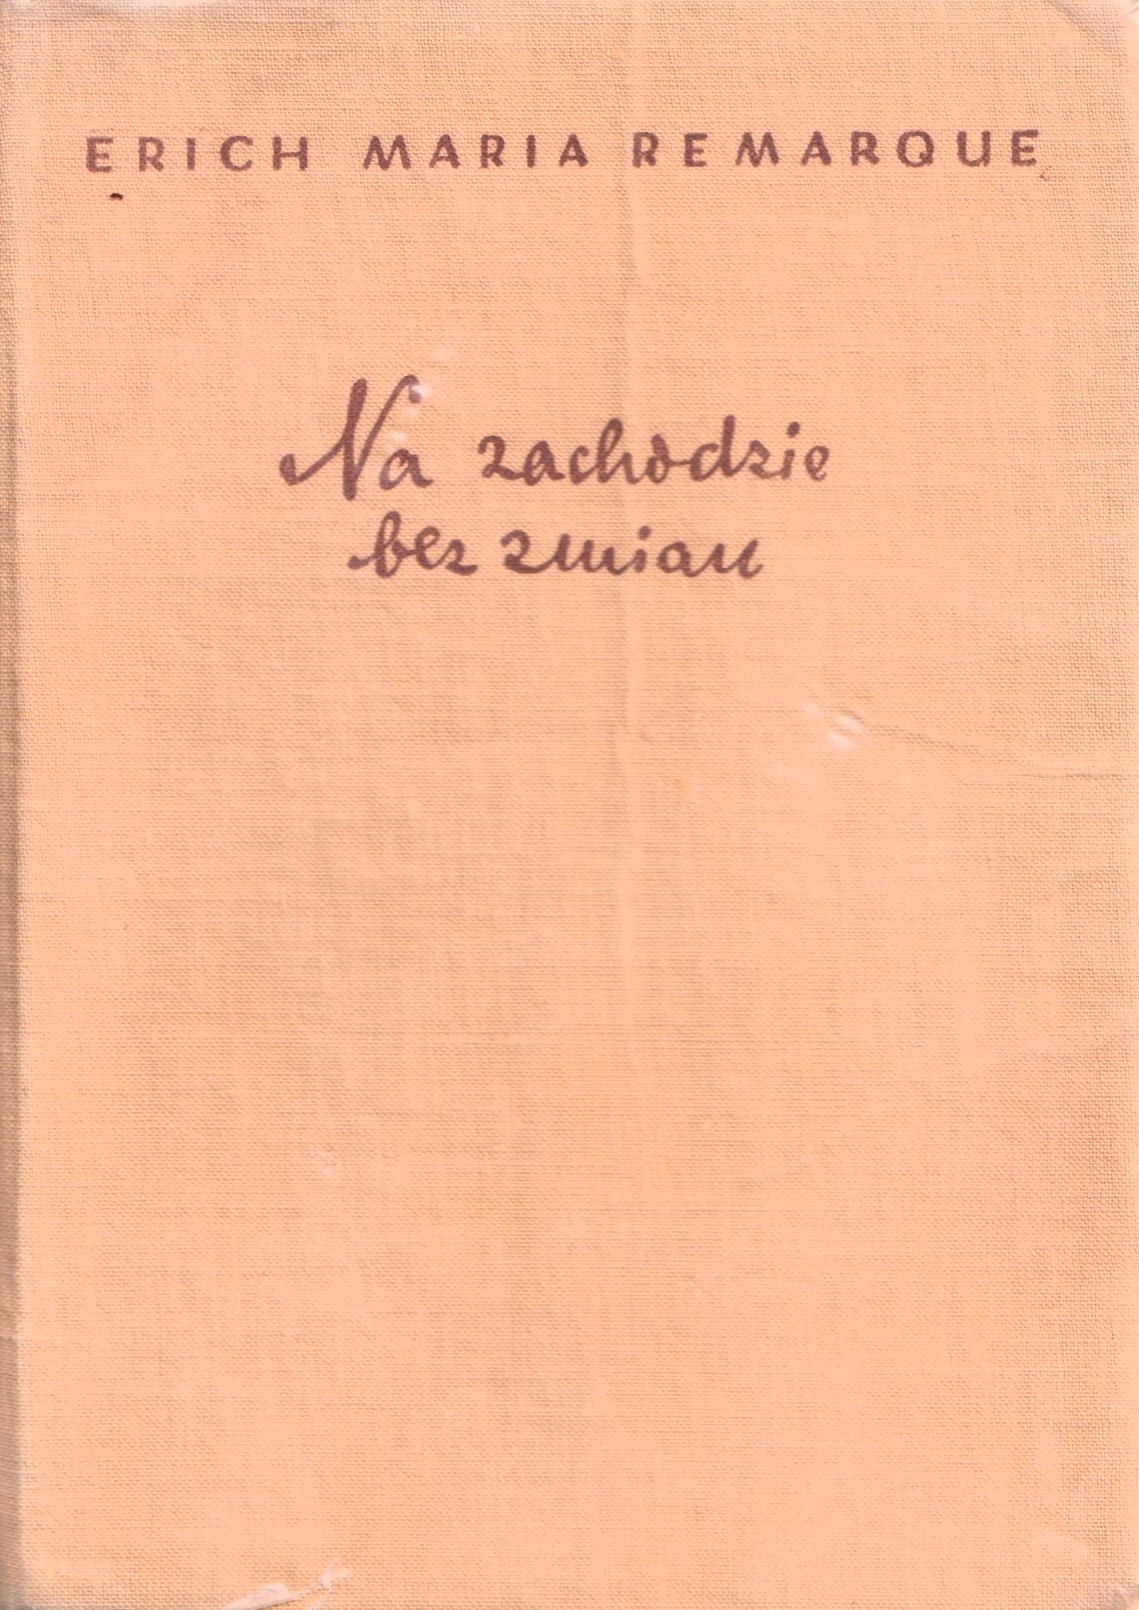 ERICH MARIA REMARQUE
Na zachodzie
bez zmian